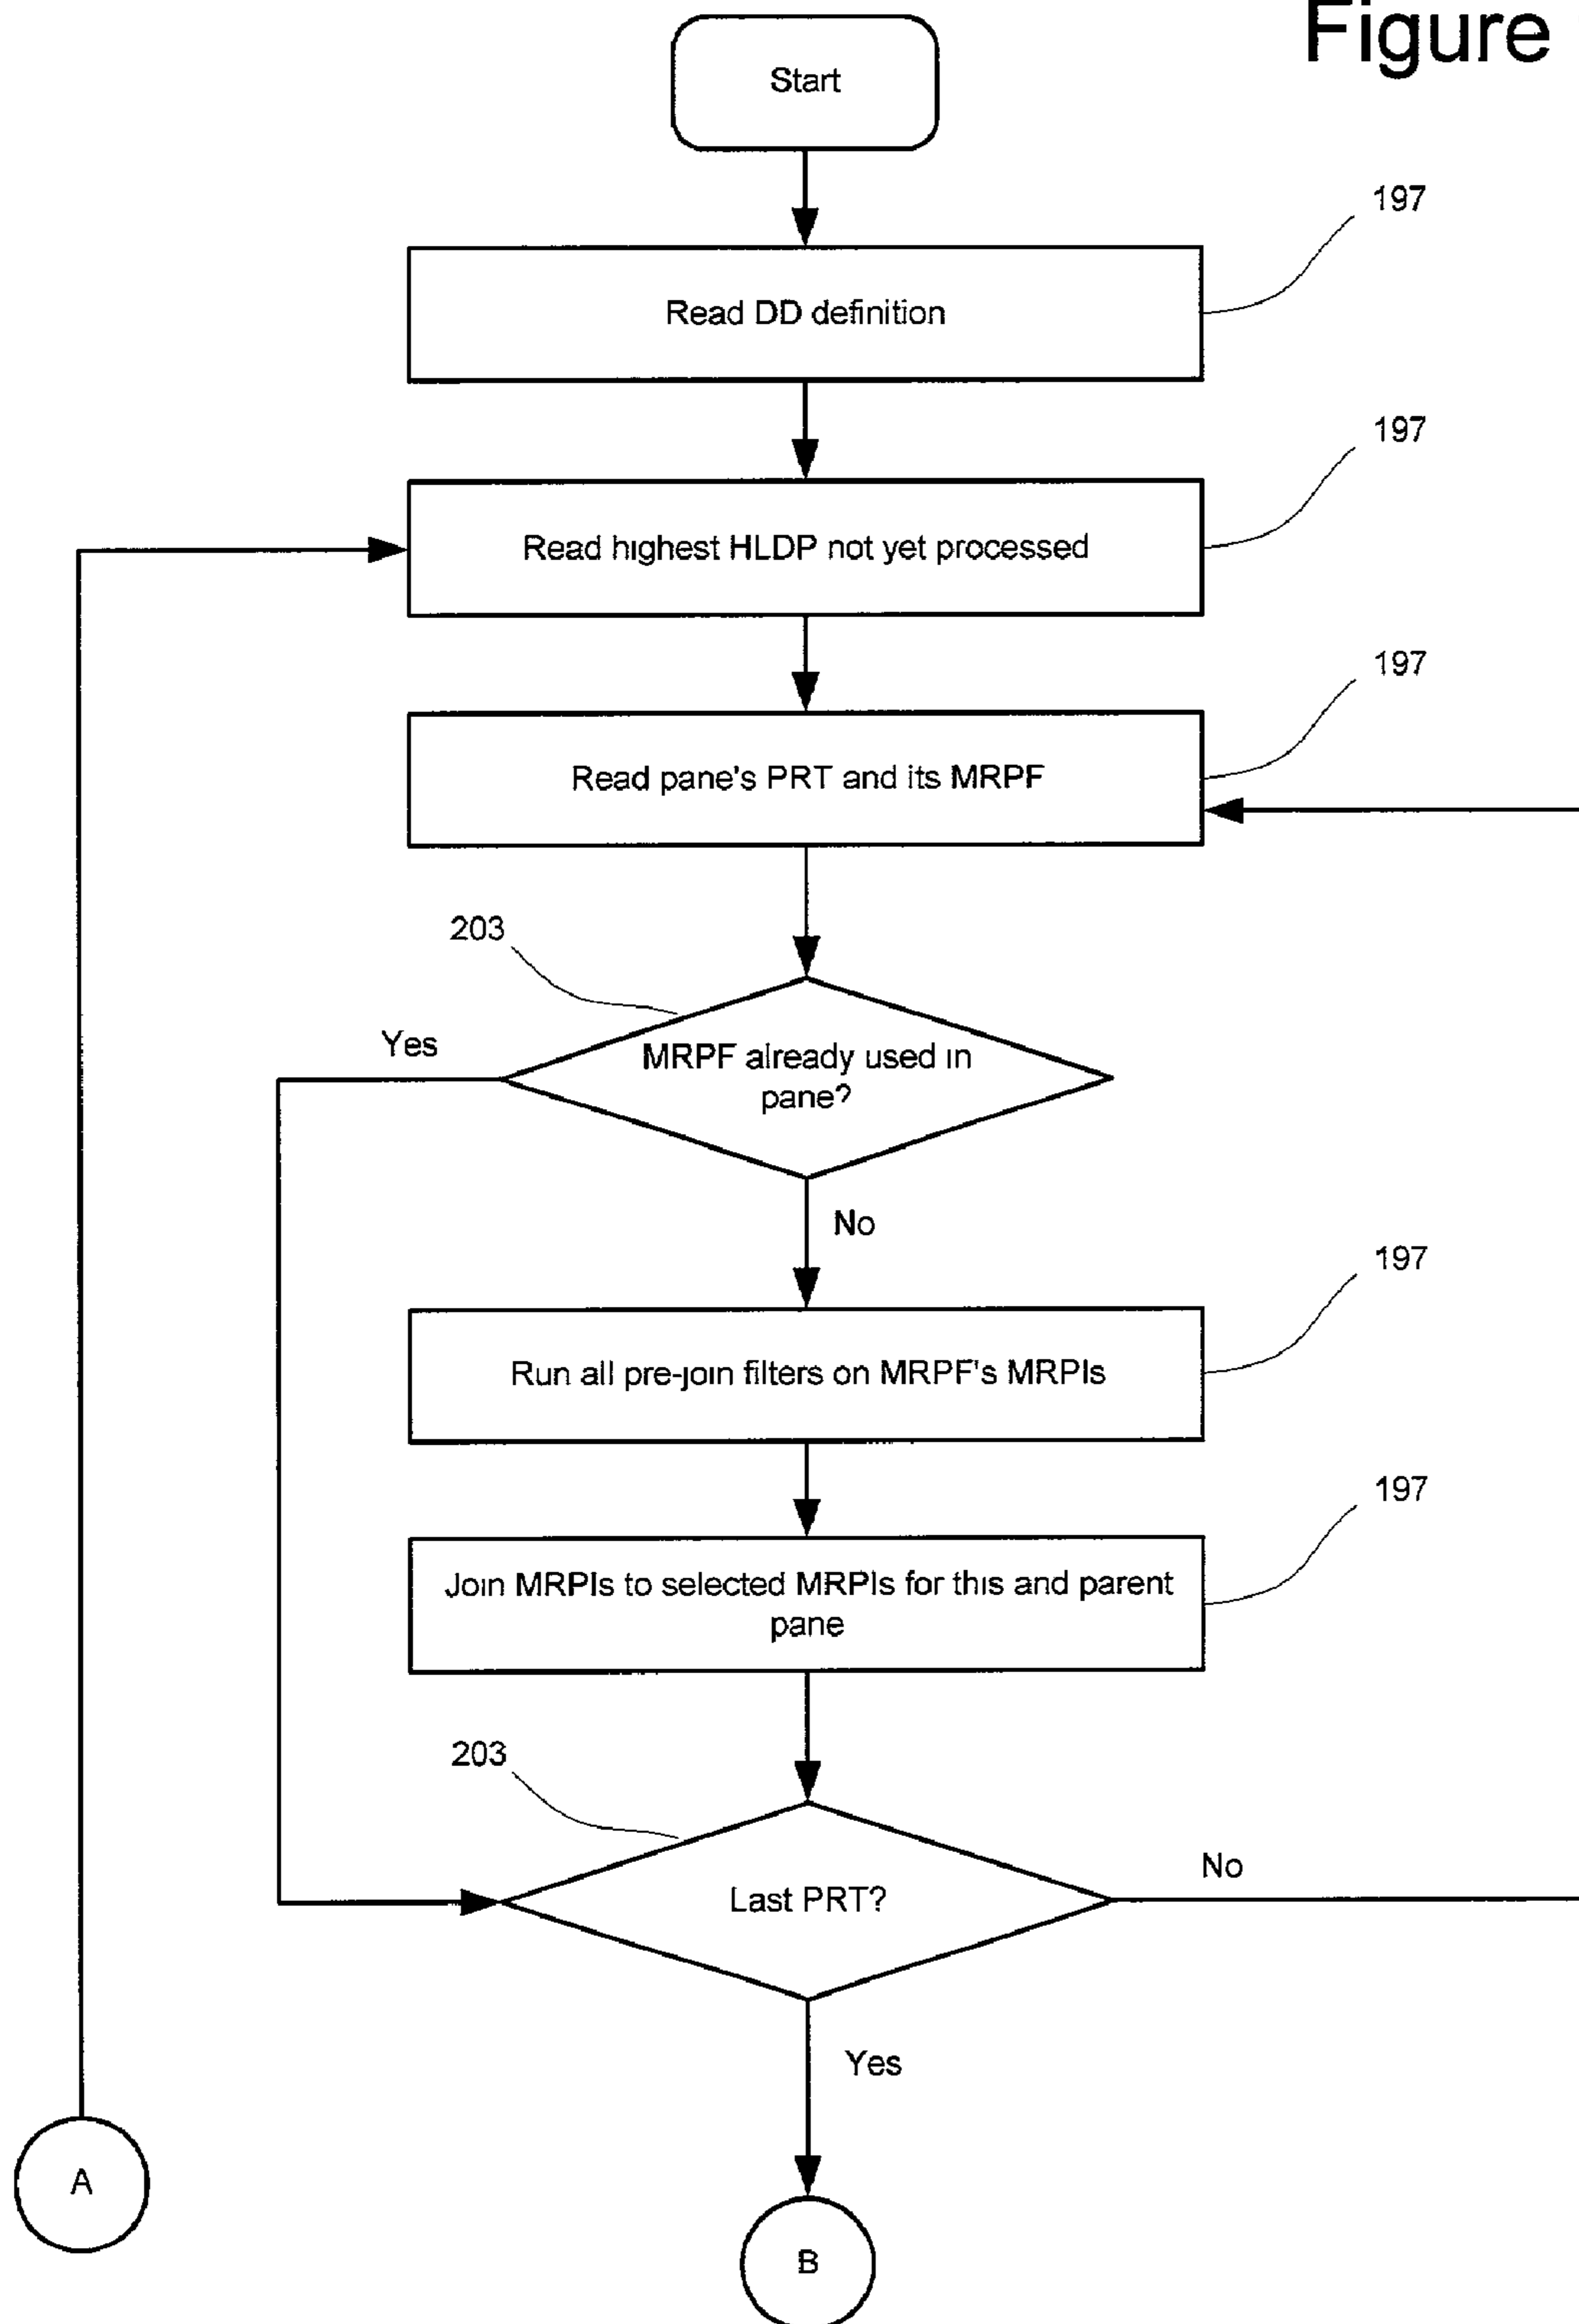 Figure
Start
197
Read DD definition
197
Read highest HLDP not yet processed
197
Read pane's PRT and its MRPF
203
Yes
MRPF already used in
pane?
No
197
Run all pre-join filters on MRPF's MRPIs
197
Join MRPIs to selected MRPIs for this and parent
pane
203
No
Last PRT?
Yes
A
B